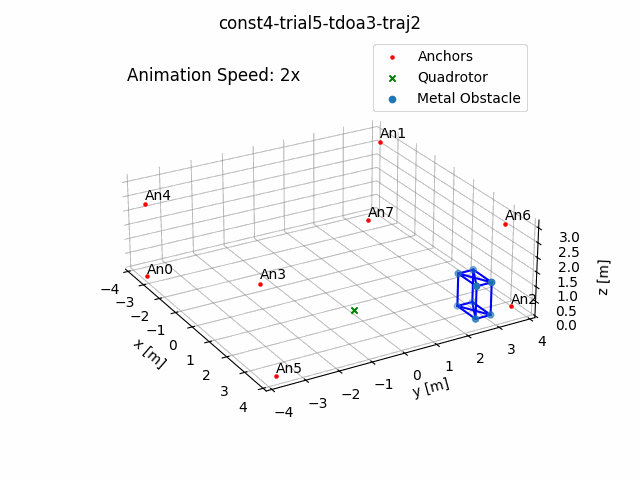 const4-trial5-tdoa3-traj2
Animation Speed: 2x
Anchors
Quadrotor
Metal Obstacle
An1
An4
An7
An6
An0
An3
An2
An5
3.0
2.5
2.0
1.5
1.0
0.5
0.0
z [m]
−4
−3
−2
−1
0
1
2
3
4
x [m]
−4
−3
−2
−1
0
1
2
3
4
y [m]